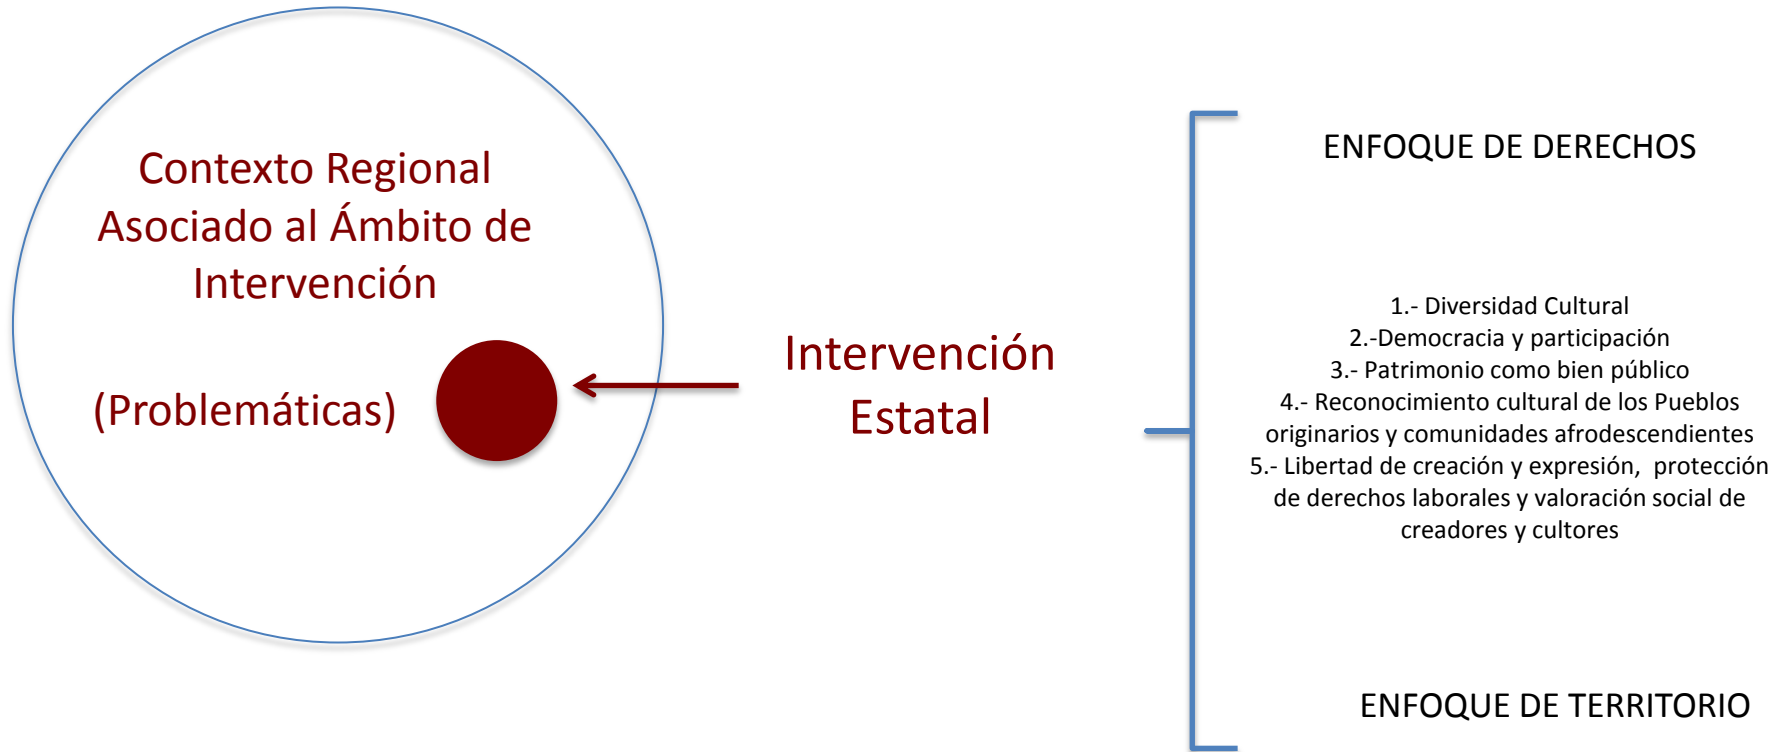 Contexto Regional
Asociado al Ámbito de
Intervención
(Problemáticas)
Intervención
Estatal
ENFOQUE DE DERECHOS
1.- Diversidad Cultural
2.-Democracia y participación
3.- Patrimonio como bien público
4.- Reconocimiento cultural de los Pueblos
originarios y comunidades afrodescendientes
5.- Libertad de creación y expresión, protección
de derechos laborales y valoración social de
creadores y cultores
ENFOQUE DE TERRITORIO